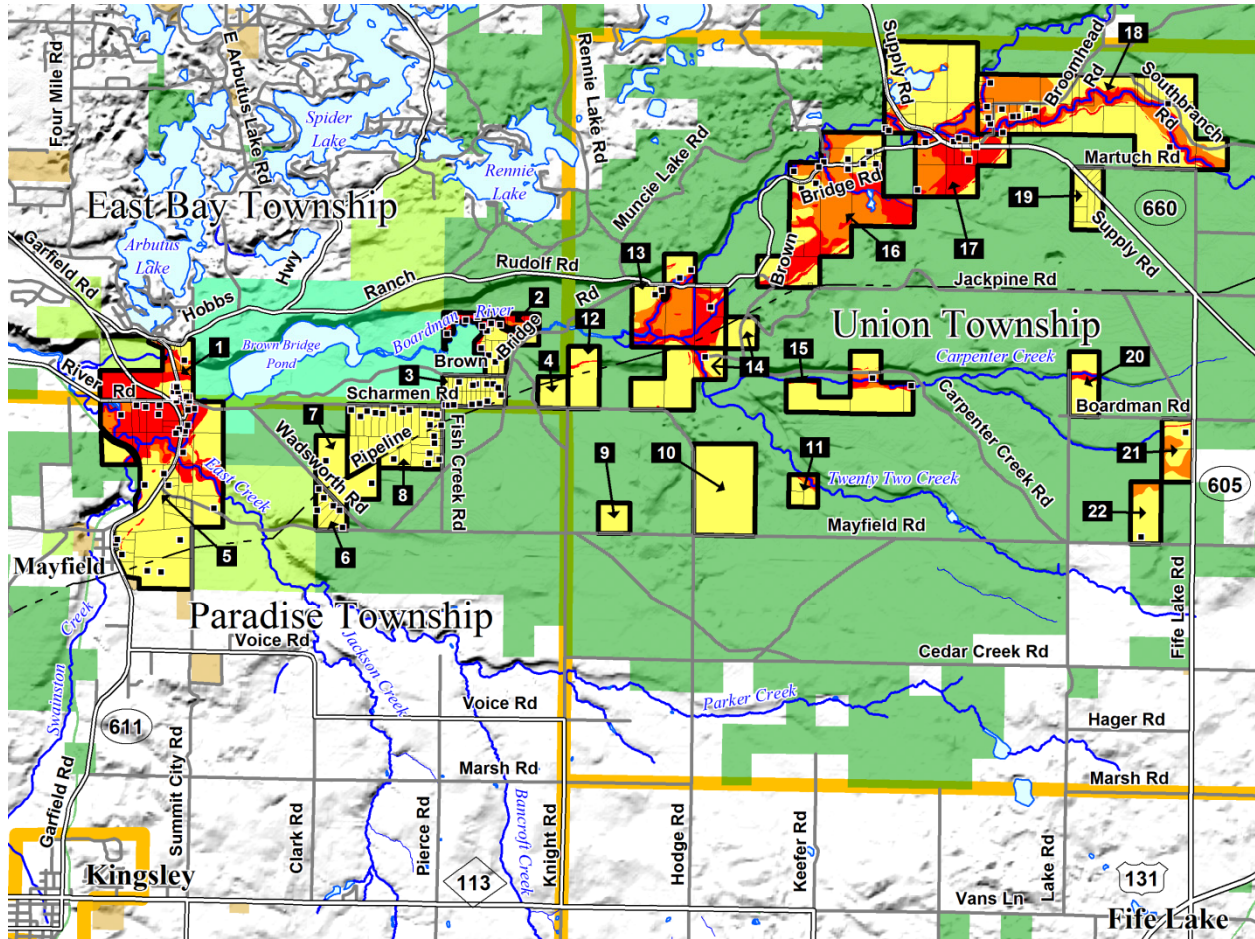 Four Mile Rd
E Arbutus Lake Rd
Spider
Lake
Rennie Lake Rd
Rennie
Lake
Muncie Lake Rd
Supply Rd
Broomhead
Rd
18
Southbranch
Rd
Martuch Rd
East Bay Township
Arbutus
Lake
Garfield Rd
Hobbs
Hwy
Ranch
Rudolf Rd
Bridge Rd
Brown
16
17
19
660
Supply Rd
Jackpine Rd
13
River
Rd
1
Brown Bridge
Pond
Boardman
River
2
Brown
Bridge
Rd
12
4
3
Scharmen Rd
14
Union Township
15
Carpenter Creek
20
Boardman Rd
7
Wadsworth Rd
Pipeline
8
Fish Creek Rd
East Creek
5
6
9
10
11
Twenty Two Creek
Carpenter Creek Rd
21
605
22
Mayfield Rd
Mayfield
Paradise Township
Voice Rd
Swainston
Creek
Jackson Creek
Fife Lake Rd
Cedar Creek Rd
Parker Creek
Voice Rd
Hager Rd
611
Garfield Rd
Summit City Rd
Marsh Rd
Marsh Rd
Clark Rd
Pierce Rd
Bancroft Creek
Knight Rd
Hodge Rd
Keefer Rd
Lake Rd
Kingsley
113
131
Vans Ln
Fife Lake